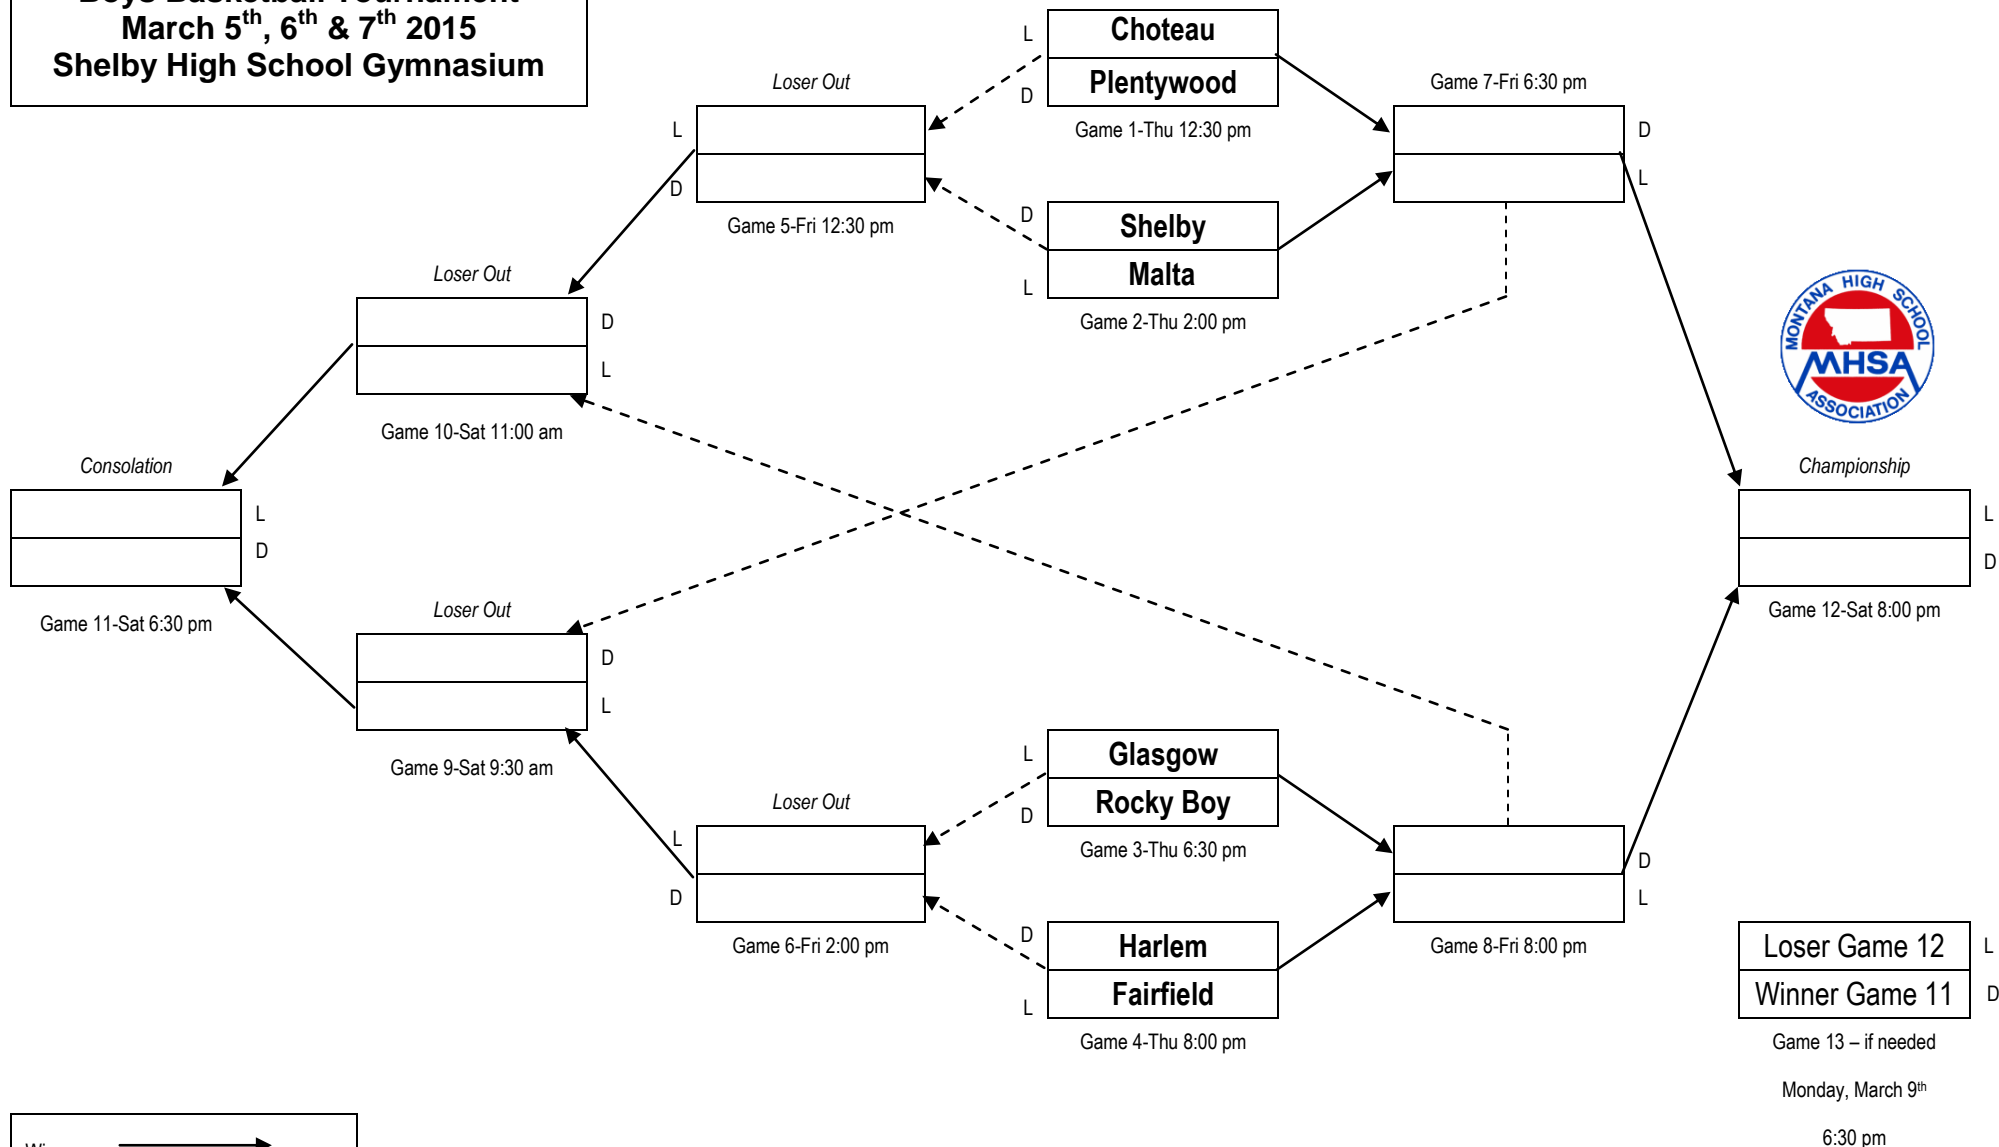 Boys Basketball Tournament
March 5th, 6th & 7th 2015
Shelby High School Gymnasium
L
Choteau
D
Plentywood
Game 1-Thu 12:30 pm
Loser Out
L
D
Game 5-Fri 12:30 pm
Game 7-Fri 6:30 pm
D
L
D
Shelby
L
Malta
Game 2-Thu 2:00 pm
Loser Out
D
L
Game 10-Sat 11:00 am
MONTANA HIGH SCHOOL
MHSA
ASSOCIATION
Consolation
L
D
Game 11-Sat 6:30 pm
Championship
L
D
Game 12-Sat 8:00 pm
Loser Out
D
L
Game 9-Sat 9:30 am
L
Glasgow
D
Rocky Boy
Game 3-Thu 6:30 pm
Loser Out
L
D
Game 6-Fri 2:00 pm
D
L
Game 8-Fri 8:00 pm
D
Harlem
L
Fairfield
Game 4-Thu 8:00 pm
Loser Game 12 L
Winner Game 11 D
Game 13 – if needed
Monday, March 9th
6:30 pm